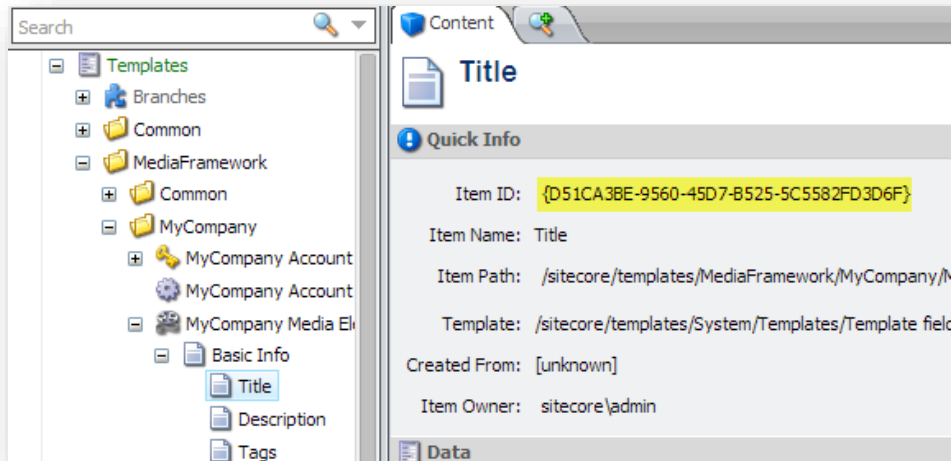 Search
Templates
Branches
Common
MediaFramework
Common
MyCompany
MyCompany Account
MyCompany Account
MyCompany Media
Basic Info
Title
Description
Tags
Content
Title
Quick Info
Item ID: {D51CA3BE-9560-45D7-B525-5C5582FD3D6F}
Item Name: Title
Item Path: /sitecore/templates/MediaFramework/MyCompany/
Template: /sitecore/templates/System/Templates/Template
Created From: [unknown]
Item Owner: sitecore\admin
Data